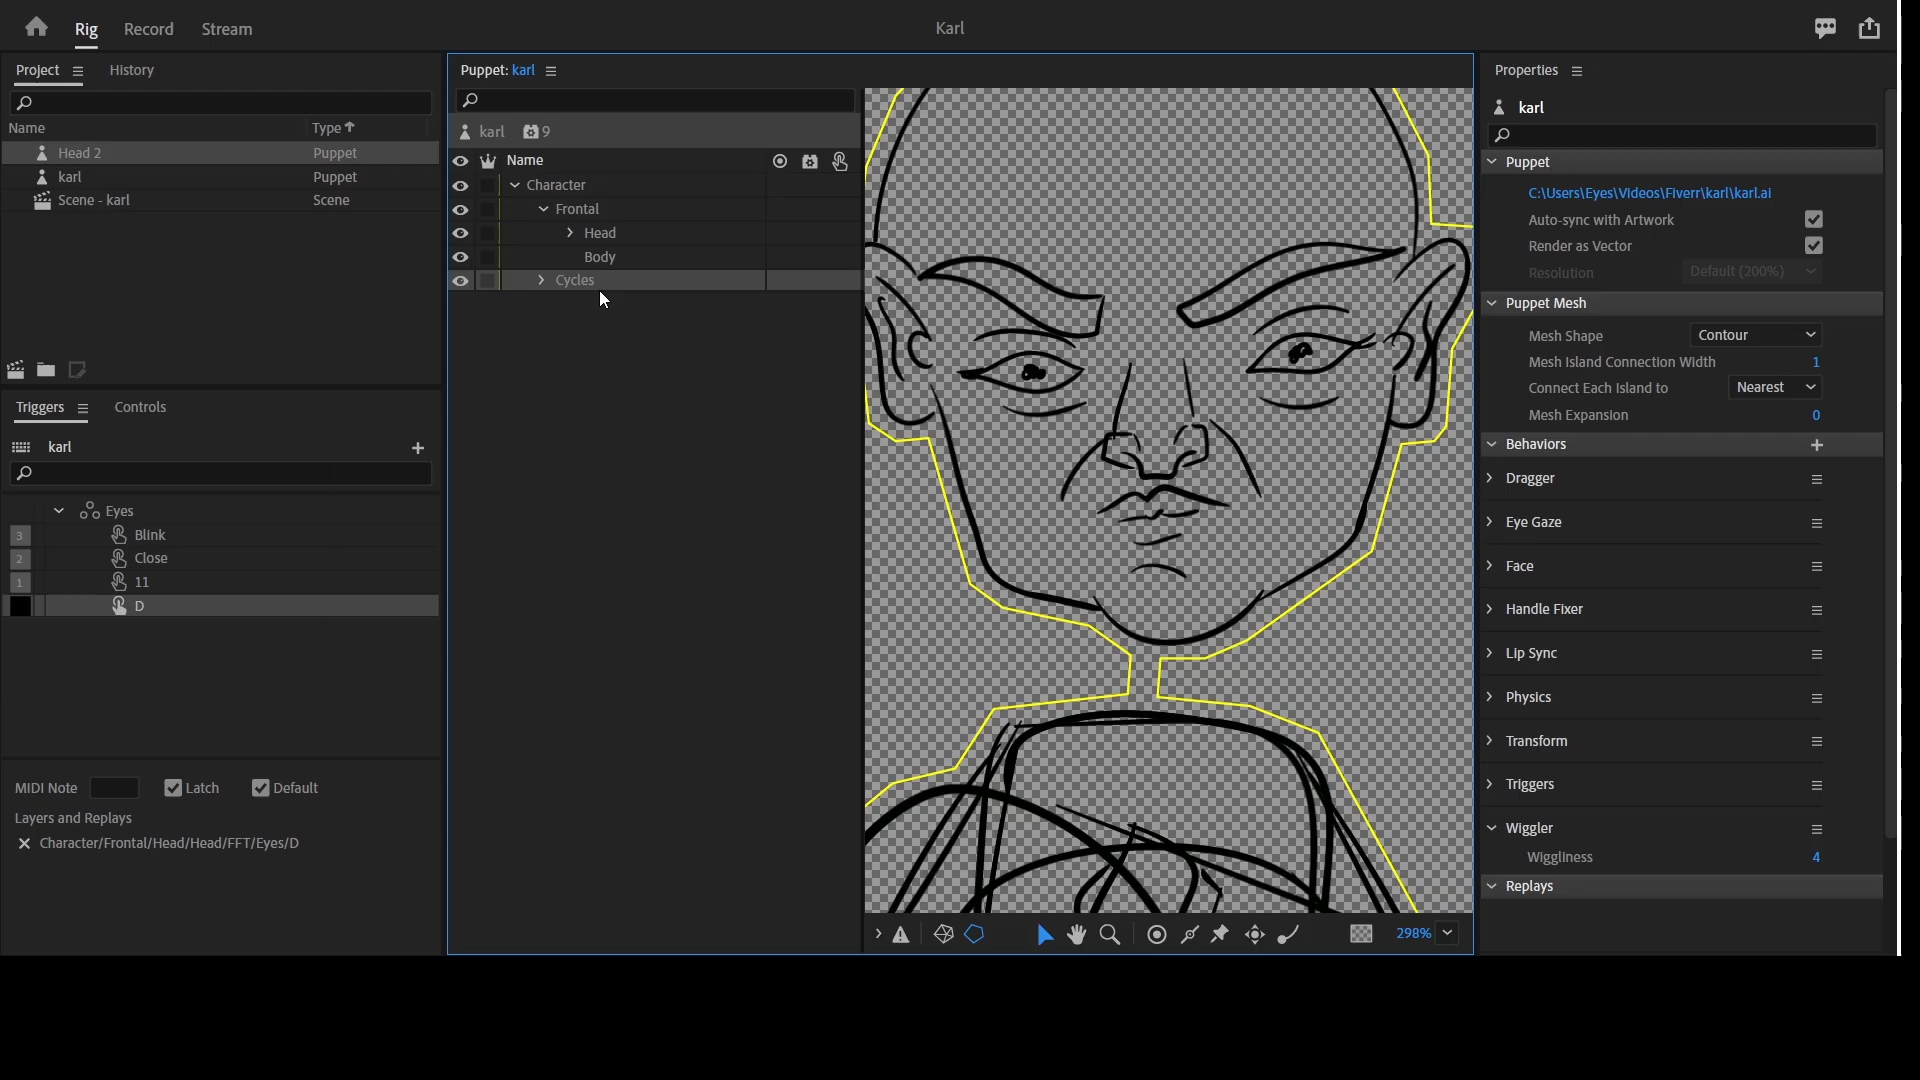 Rig Record Stream Karl
Project History
Name Type
Head 2 Puppet
karl Puppet
Scene - karl Scene
Triggers Controls
karl
Eyes
3 Blink
2 Close
1 11
D
MIDI Note Latch Default
Layers and Replays
Character/Frontal/Head/Head/FFT/Eyes/D
Puppet: karl
karl 9
Name
Character
Frontal
Head
Body
Cycles
298%
Properties
karl
Puppet
C:\Users\Eyes\Videos\Fiverr\karl\karl.ai
Auto-sync with Artwork
Render as Vector
Resolution Default (200%)
Puppet Mesh
Mesh Shape Contour
Mesh Island Connection Width 1
Connect Each Island to Nearest
Mesh Expansion 0
Behaviors
Dragger
Eye Gaze
Face
Handle Fixer
Lip Sync
Physics
Transform
Triggers
Wiggler
Wiggliness 4
Replays